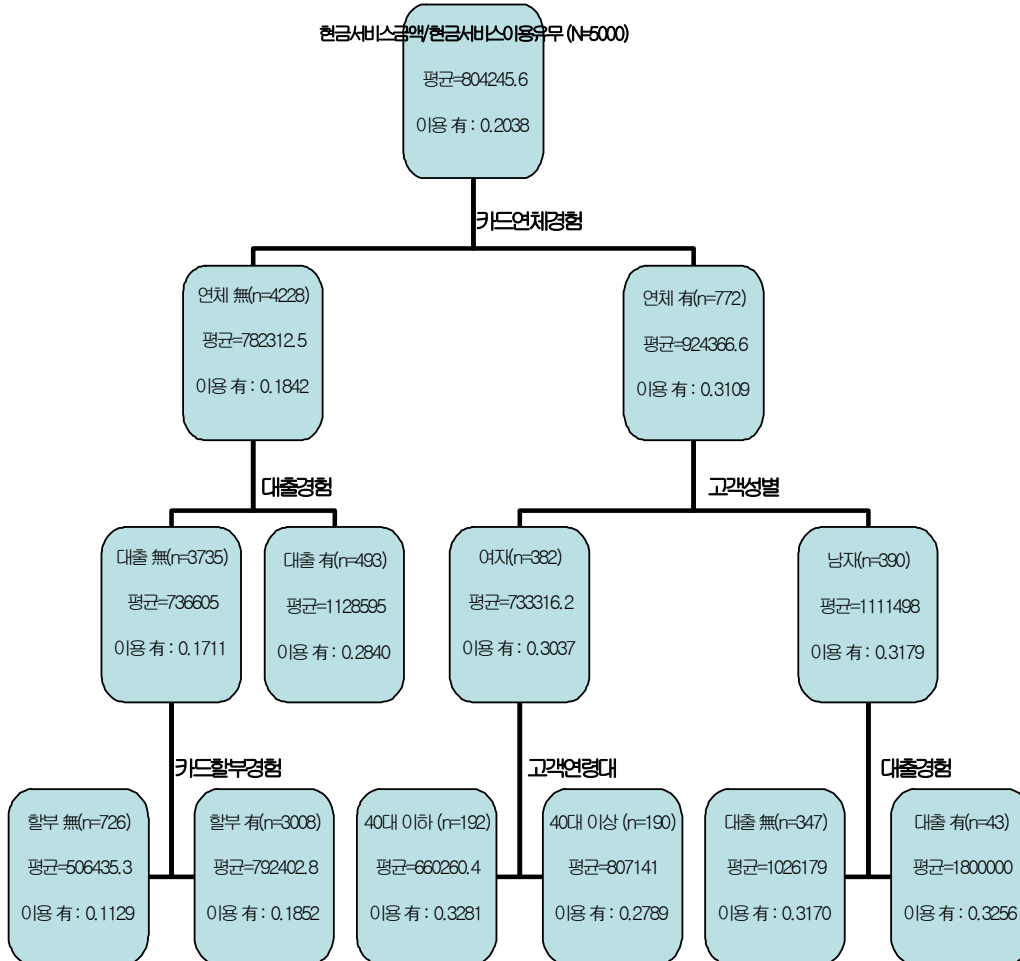 현금서비스금액/현금서비스이용유무 (N=5000)
평균=804245.6
이용 有 : 0.2038
카드연체경험
연체 無(n=4228)
평균=782312.5
이용 有 : 0.1842
연체 有(n=772)
평균=924366.6
이용 有 : 0.3109
대출경험
고객성별
대출 無(n=3735)
평균=736605
이용 有 : 0.1711
대출 有(n=493)
평균=1128595
이용 有 : 0.2840
여자(n=382)
평균=733316.2
이용 有 : 0.3037
남자(n=390)
평균=1111498
이용 有 : 0.3179
카드할부경험
고객연령대
대출경험
할부 無(n=726)
평균=506435.3
이용 有 : 0.1129
할부 有(n=3008)
평균=792402.8
이용 有 : 0.1852
40대 이하 (n=192)
평균=660260.4
이용 有 : 0.3281
40대 이상 (n=190)
평균=807141
이용 有 : 0.2789
대출 無(n=347)
평균=1026179
이용 有 : 0.3170
대출 有(n=43)
평균=1800000
이용 有 : 0.3256